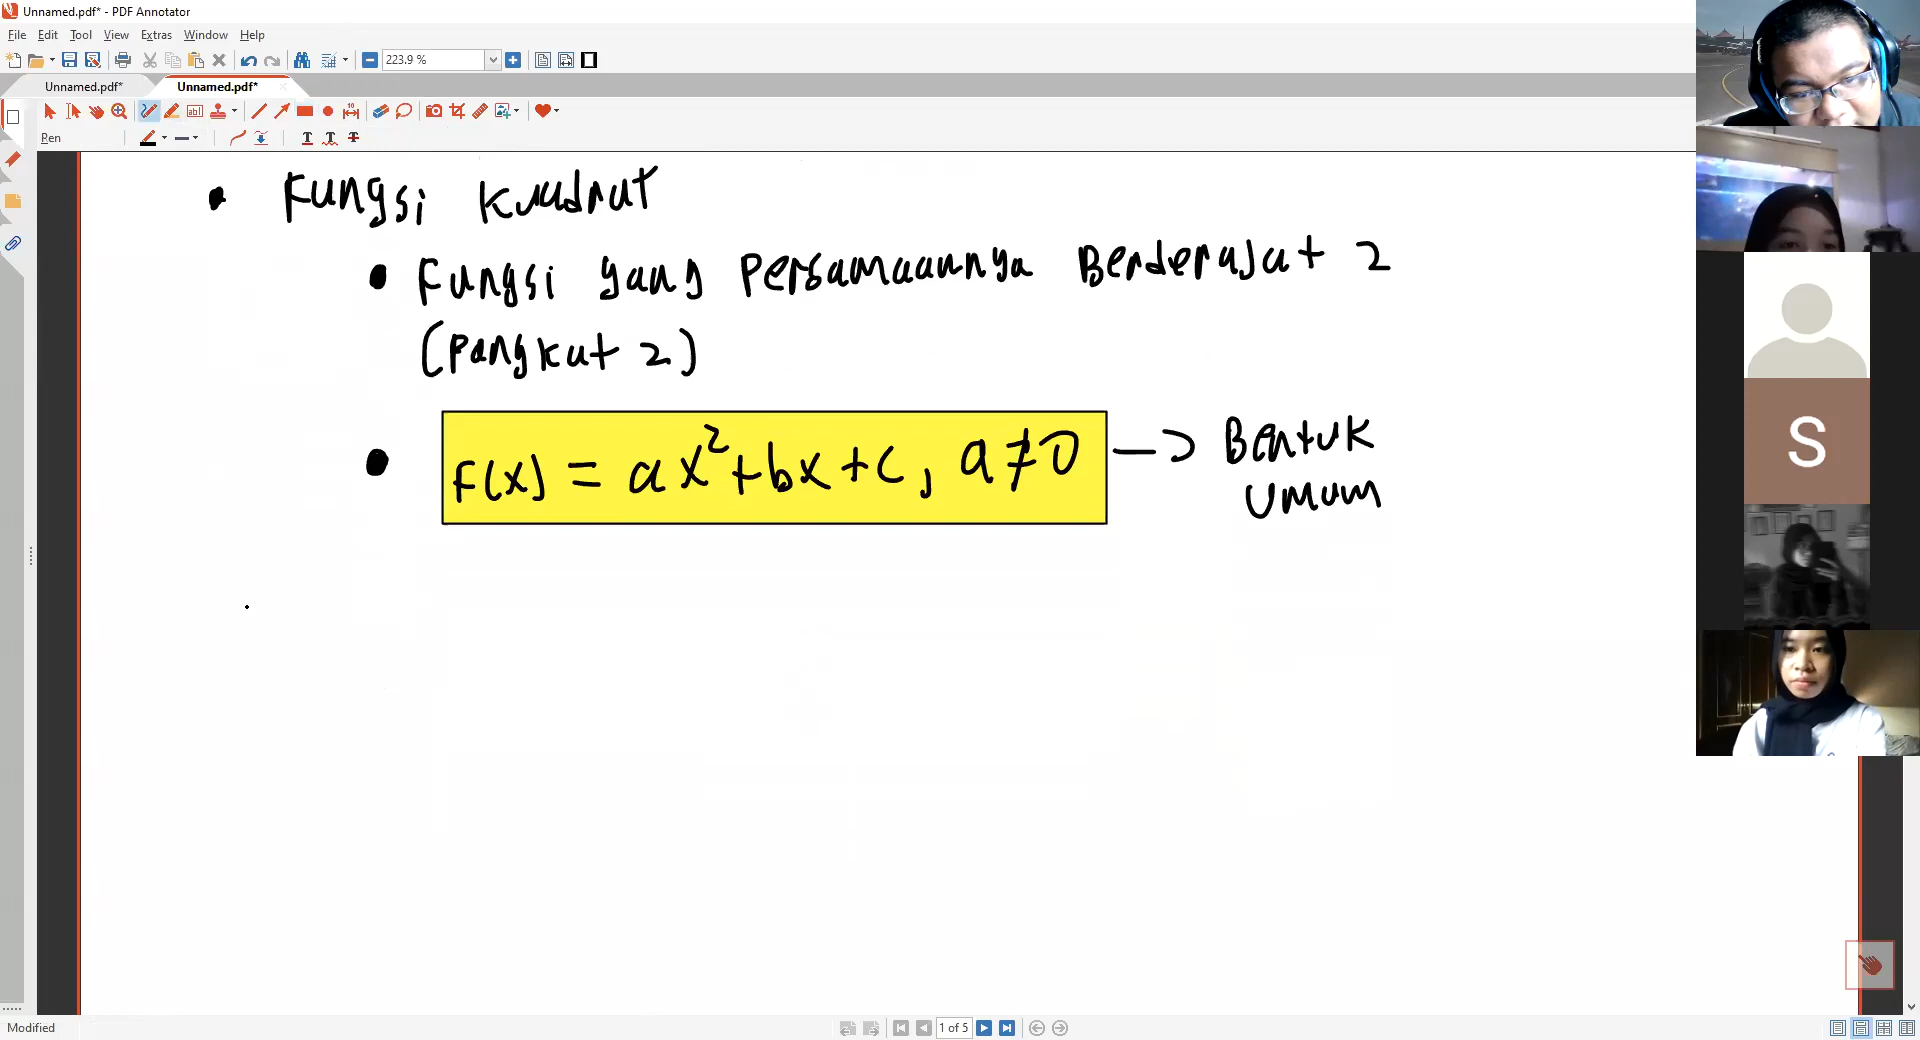 Unnamed.pdf* - PDF Annotator
File Edit Tool View Extras Window Help
223.9 %
Unnamed.pdf* Unnamed.pdf*
Pen
• Fungsi Kuadrat
• Fungsi yang Persamaannya Berderajat 2
(Pangkat 2)
• F(x) = ax²+bx+c, a≠0 → Bentuk
Umum
S
Modified
1 of 5